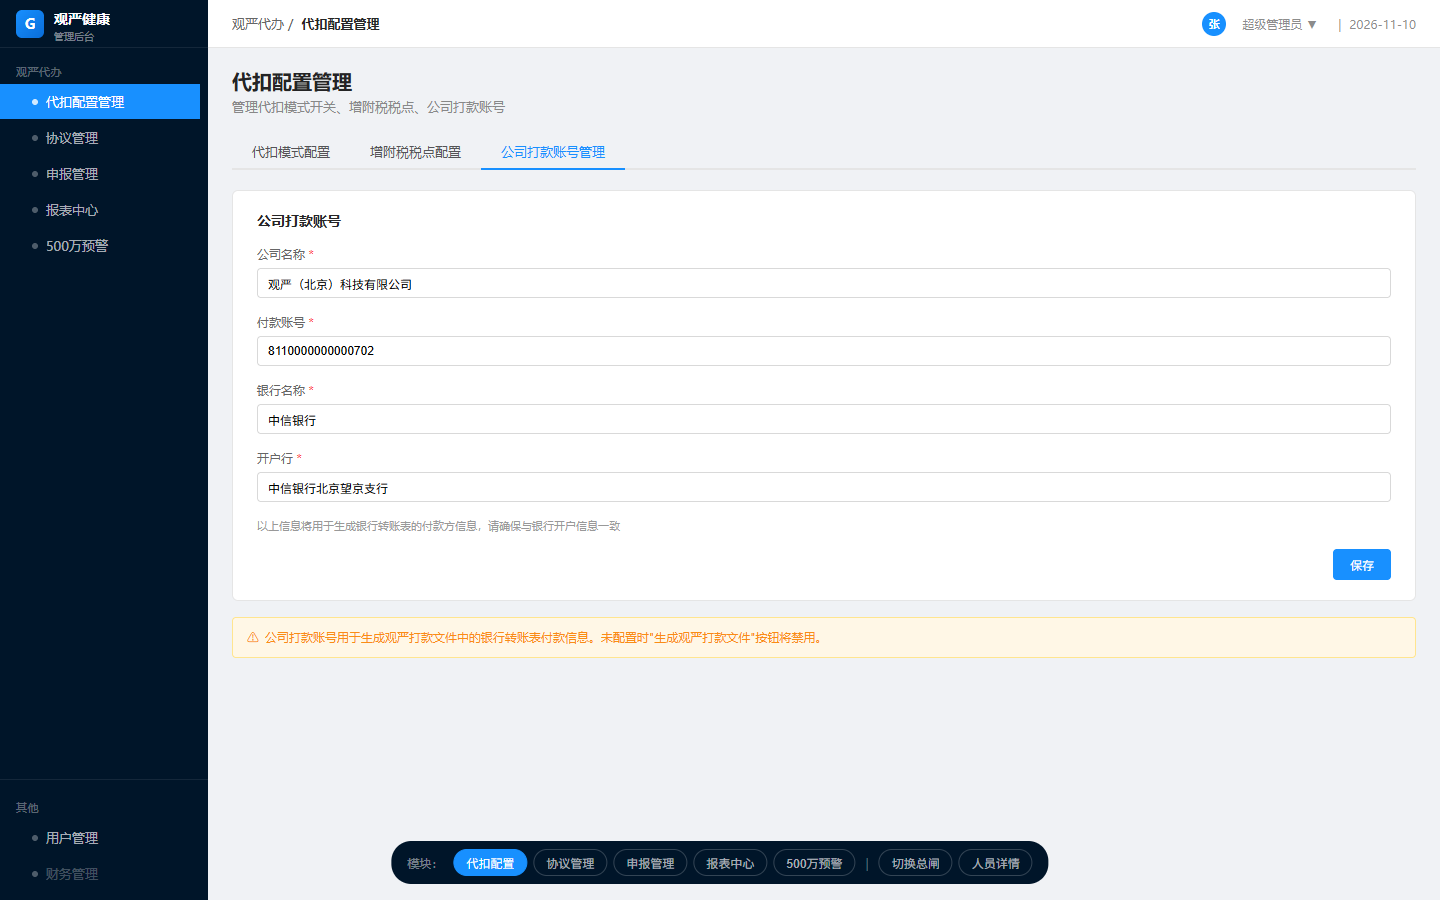 G
观严健康
管理后台
观严代办
代扣配置管理
协议管理
申报管理
报表中心
500万预警
其他
用户管理
财务管理
观严代办 / 代扣配置管理
张 超级管理员 ▼ | 2026-11-10
代扣配置管理
管理代扣模式开关、增附税税点、公司打款账号
代扣模式配置 增附税税点配置 公司打款账号管理
公司打款账号
公司名称 *
观严（北京）科技有限公司
付款账号 *
8110000000000702
银行名称 *
中信银行
开户行 *
中信银行北京望京支行
以上信息将用于生成银行转账表的付款方信息，请确保与银行开户信息一致
保存
⚠ 公司打款账号用于生成观严打款文件中的银行转账表付款信息。未配置时"生成观严打款文件"按钮将禁用。
模块： 代扣配置 协议管理 申报管理 报表中心 500万预警 | 切换总闸 人员详情